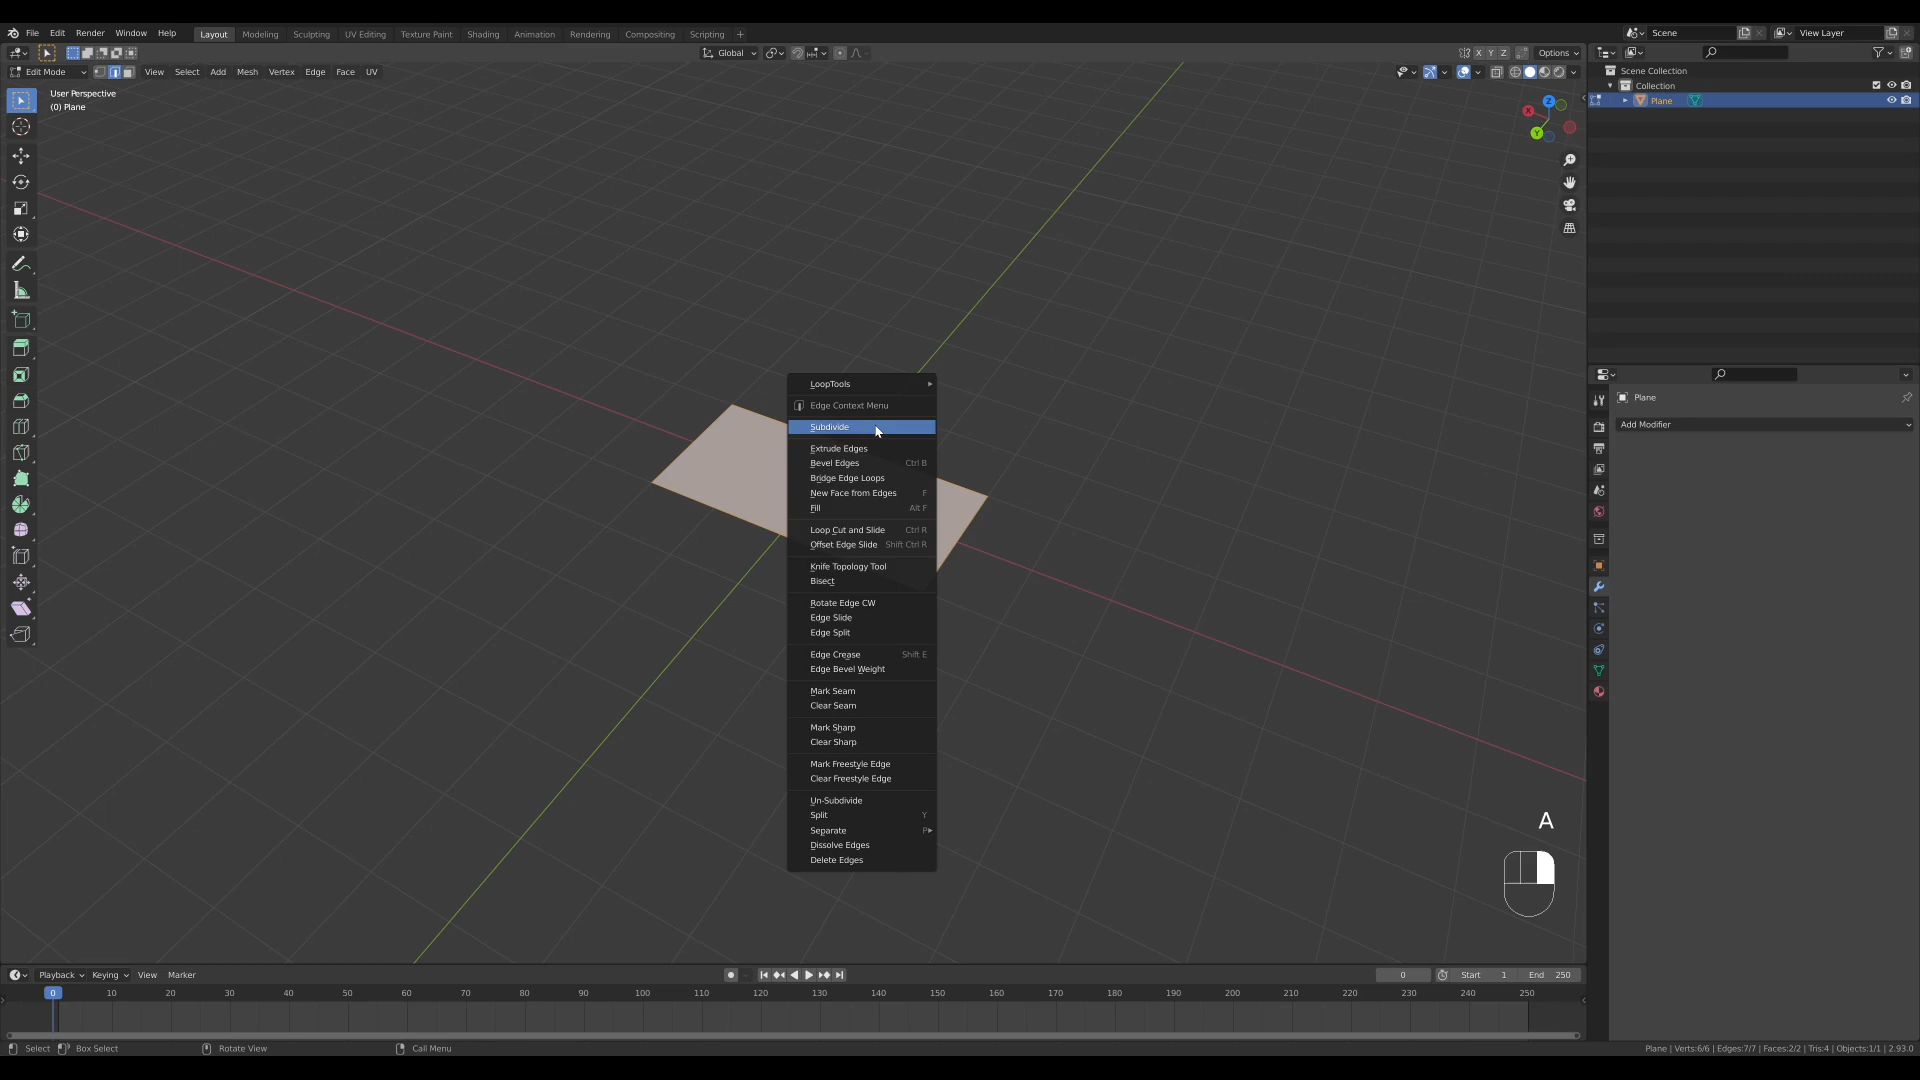 File Edit Render Window Help Layout Modeling Sculpting UV Editing Texture Paint Shading Animation Rendering Compositing Scripting + Scene View Layer
Global X Y Z Options
Edit Mode View Select Add Mesh Vertex Edge Face UV
User Perspective
(0) Plane
Scene Collection
Collection
Plane
Z
X
Y
Plane
Add Modifier
LoopTools
Edge Context Menu
Subdivide
Extrude Edges
Bevel Edges Ctrl B
Bridge Edge Loops
New Face from Edges F
Fill Alt F
Loop Cut and Slide Ctrl R
Offset Edge Slide Shift Ctrl R
Knife Topology Tool
Bisect
Rotate Edge CW
Edge Slide
Edge Split
Edge Crease Shift E
Edge Bevel Weight
Mark Seam
Clear Seam
Mark Sharp
Clear Sharp
Mark Freestyle Edge
Clear Freestyle Edge
Un-Subdivide
Split Y
Separate P
Dissolve Edges
Delete Edges
A
Playback Keying View Marker 0 Start 1 End 250
0 10 20 30 40 50 60 70 80 90 100 110 120 130 140 150 160 170 180 190 200 210 220 230 240 250
Select Box Select Rotate View Call Menu Plane | Verts:6/6 | Edges:7/7 | Faces:2/2 | Tris:4 | Objects:1/1 | 2.93.0